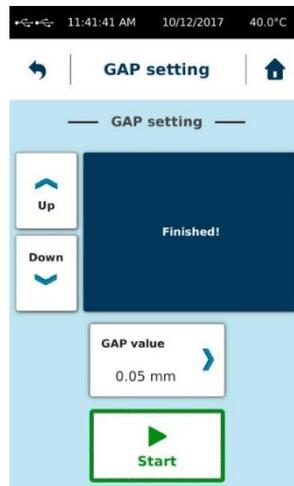 11:41:41 AM 10/12/2017 40.0°C
GAP setting
GAP setting
Up
Finished!
Down
GAP value
0.05 mm
Start